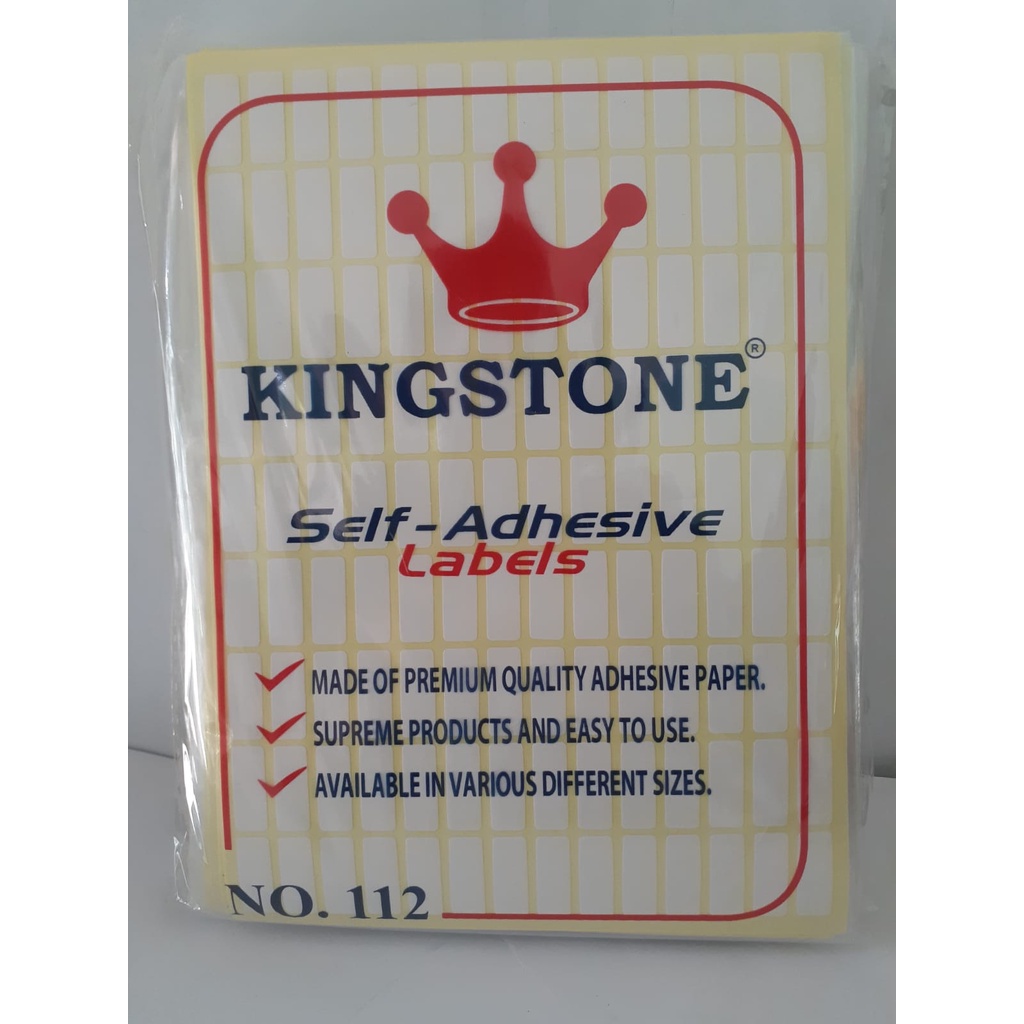 KINGSTONE®
Self-Adhesive
Labels
MADE OF PREMIUM QUALITY ADHESIVE PAPER.
SUPREME PRODUCTS AND EASY TO USE.
AVAILABLE IN VARIOUS DIFFERENT SIZES.
NO. 112